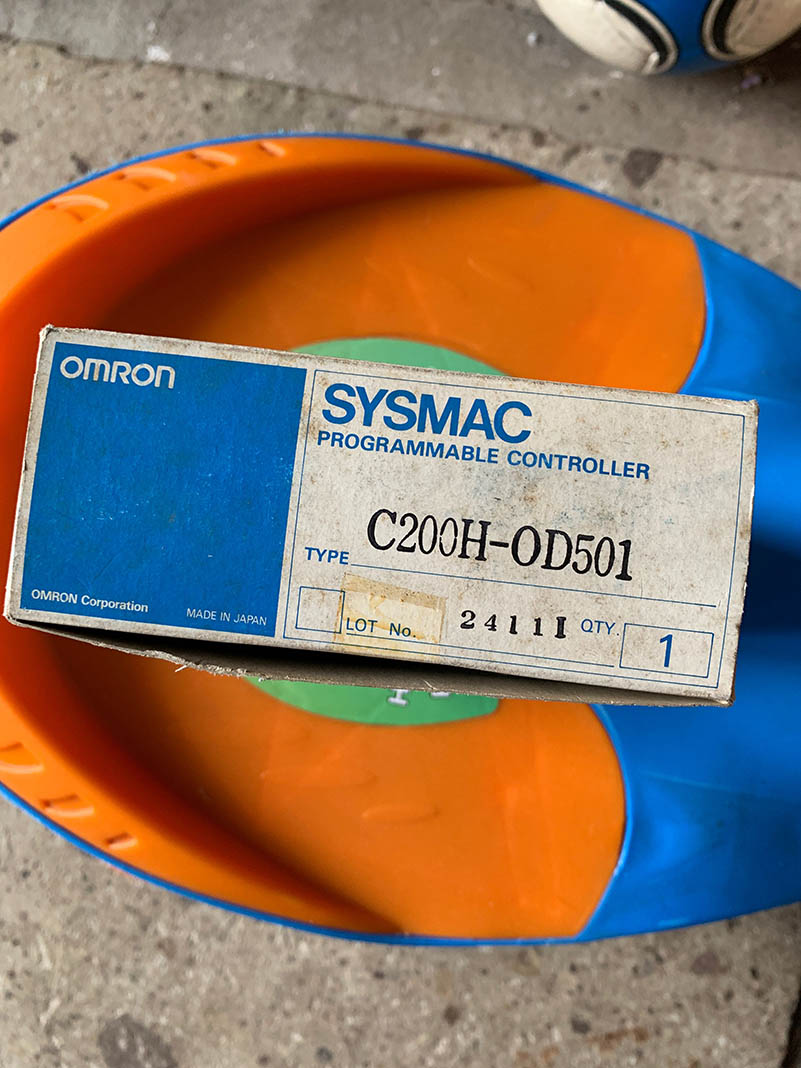 OMRON
SYSMAC
PROGRAMMABLE CONTROLLER
TYPE C200H-OD501
LOT No. 24111 QTY. 1
OMRON Corporation
MADE IN JAPAN